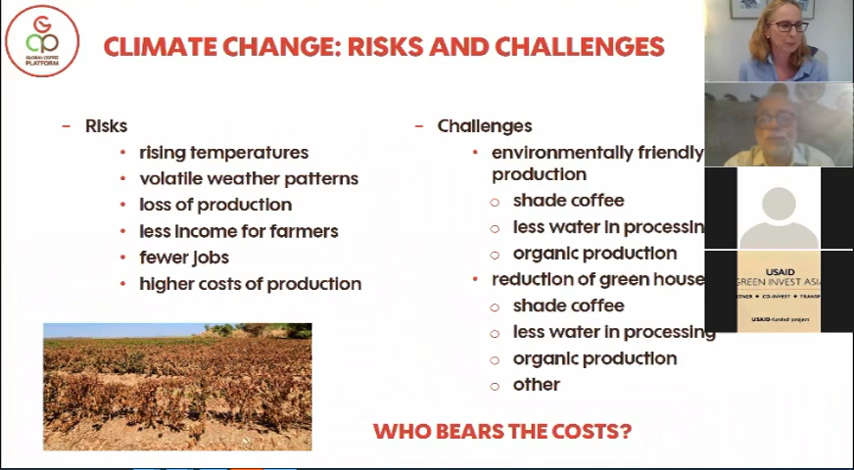 GLOBAL COFFEE
PLATFORM
CLIMATE CHANGE: RISKS AND CHALLENGES
– Risks
• rising temperatures
• volatile weather patterns
• loss of production
• less income for farmers
• fewer jobs
• higher costs of production
– Challenges
• environmentally friendly
production
○ shade coffee
○ less water in processin
○ organic production
• reduction of green house
○ shade coffee
○ less water in processing
○ organic production
○ other
WHO BEARS THE COSTS?
USAID
GREEN INVEST ASI
• CO-INVEST •
USAID-funded project